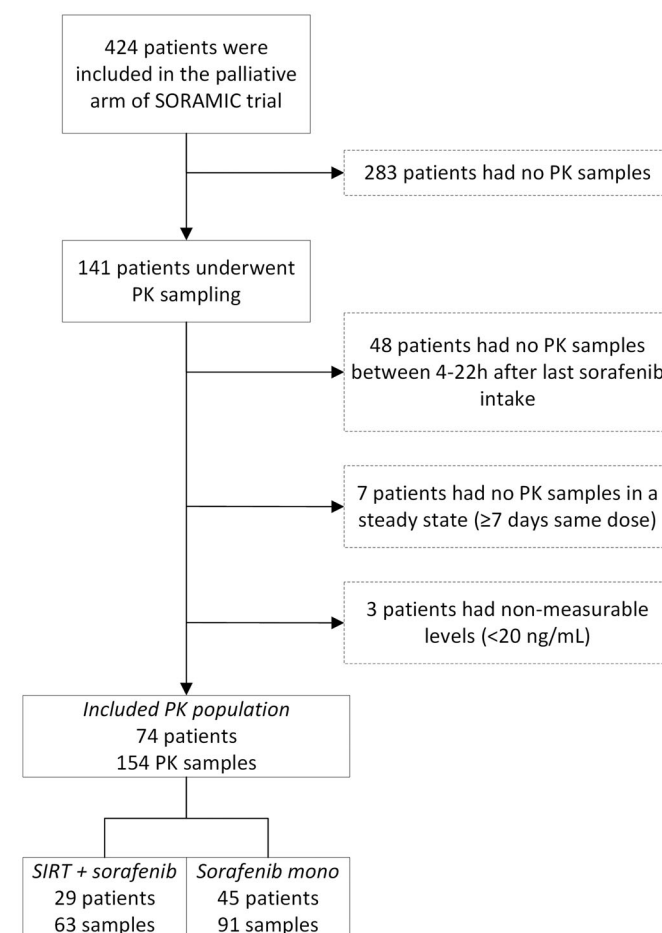 424 patients were
included in the palliative
arm of SORAMIC trial
283 patients had no PK samples
141 patients underwent
PK sampling
48 patients had no PK samples
between 4-22h after last sorafenib
intake
7 patients had no PK samples in a
steady state (≥7 days same dose)
3 patients had non-measurable
levels (<20 ng/mL)
Included PK population
74 patients
154 PK samples
SIRT + sorafenib
29 patients
63 samples
Sorafenib mono
45 patients
91 samples